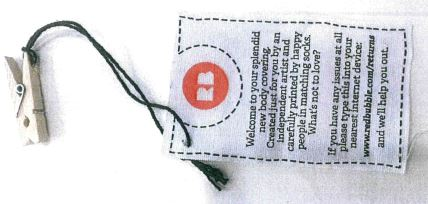 RB
Welcome to your splendid
new body covering.
Created just for you by an
independent artist and
carefully printed by happy
people in matching socks.
What's not to love?
If you have any issues at all
please type this into your
nearest internet device:
www.redbubble.com/returns
and we'll help you out.